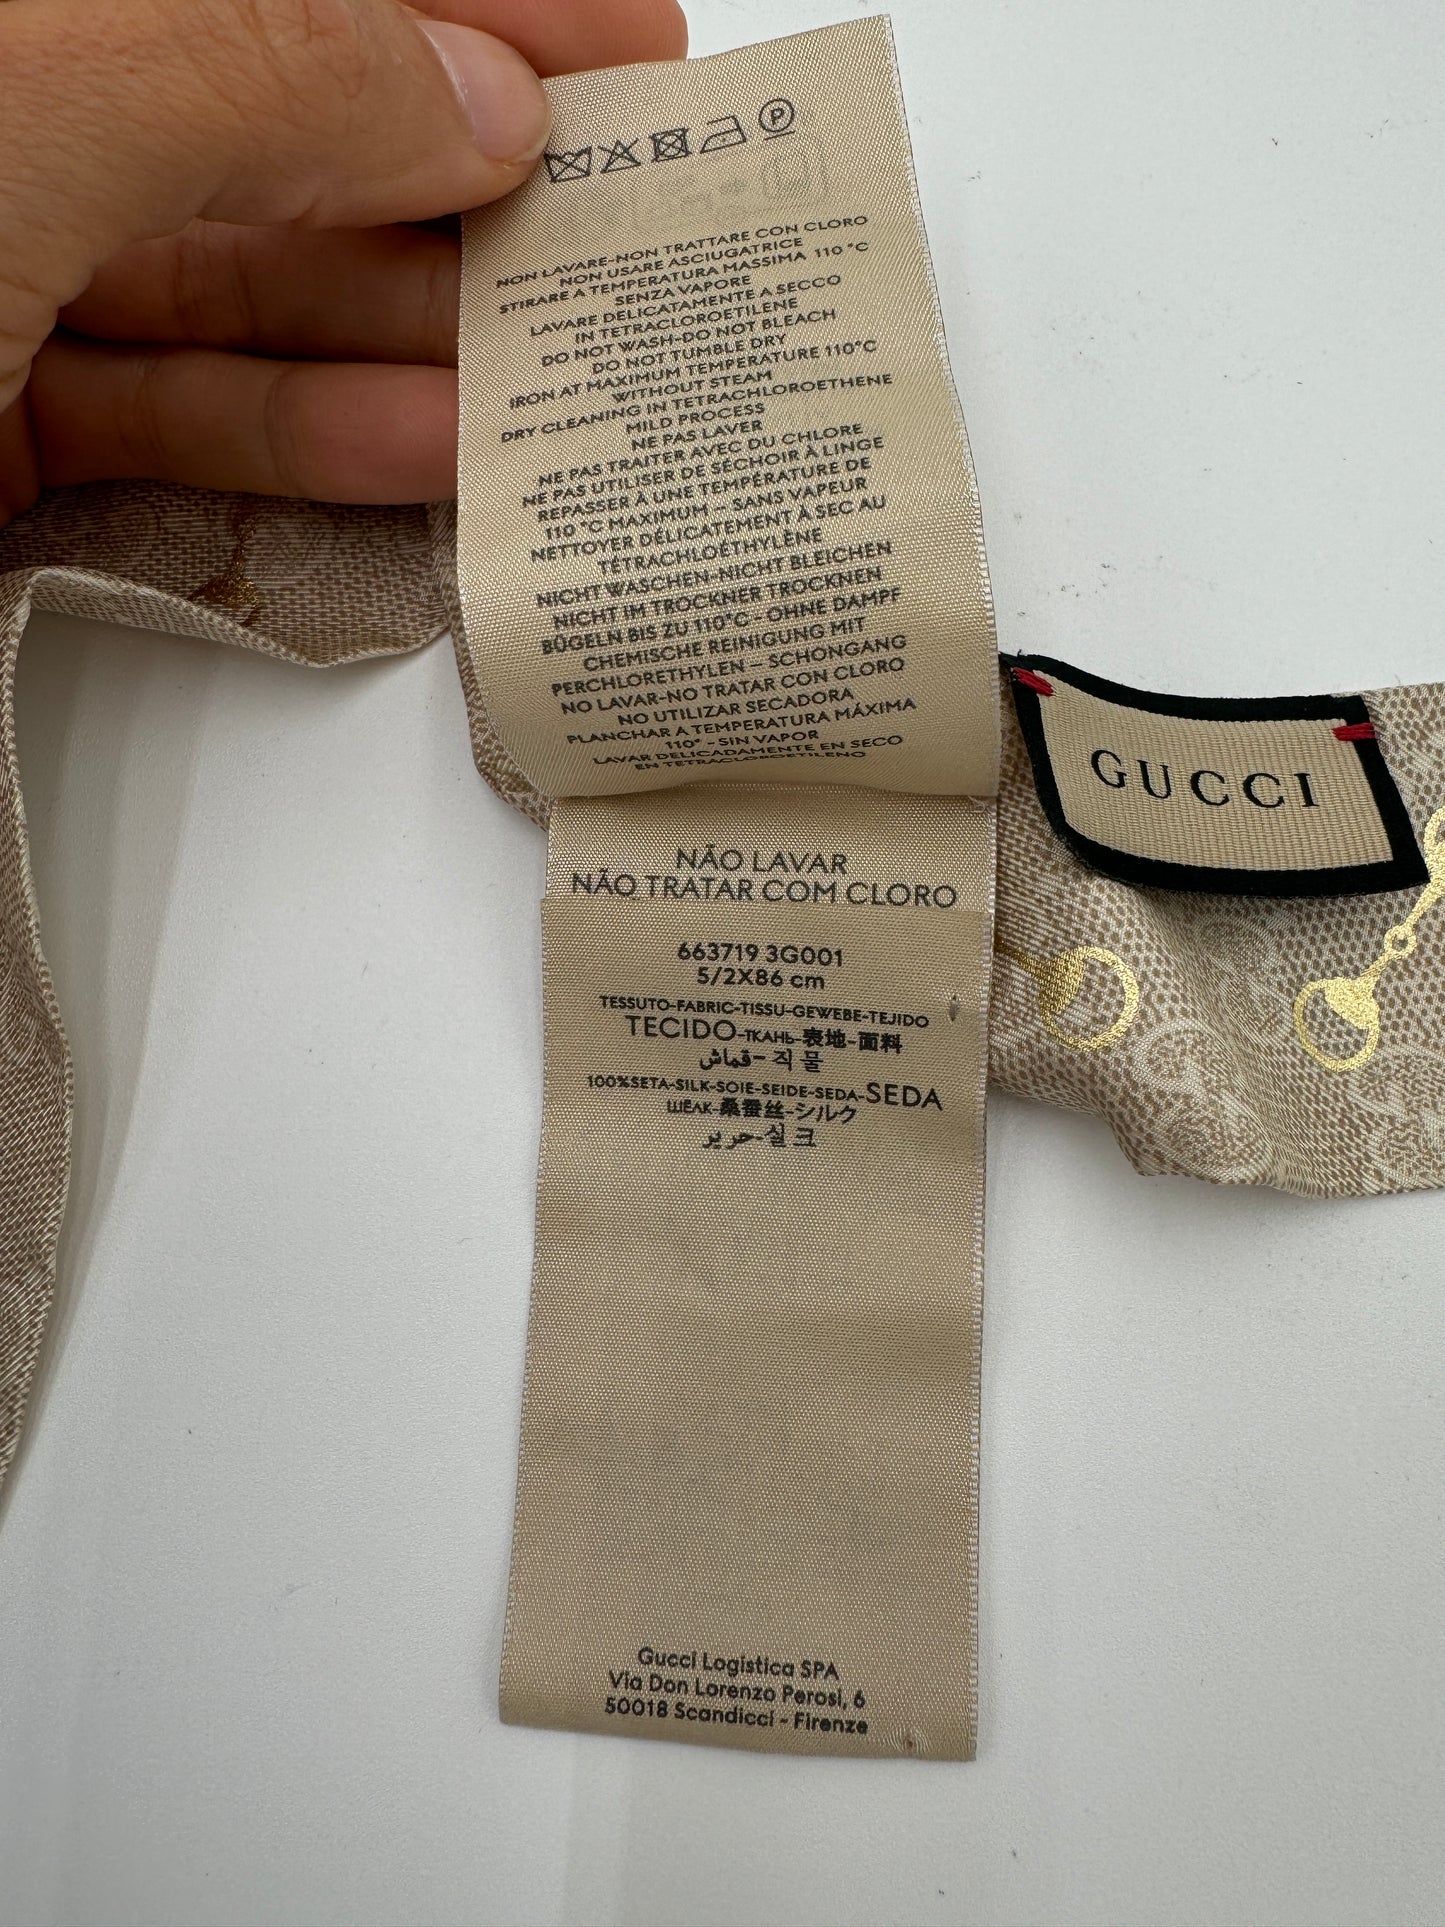 P
NON LAVARE-NON TRATTARE CON CLORO
NON USARE ASCIUGATRICE
STIRARE A TEMPERATURA MASSIMA 110 °C
SENZA VAPORE
LAVARE DELICATAMENTE A SECCO
IN TETRACLOROETILENE
DO NOT WASH-DO NOT BLEACH
DO NOT TUMBLE DRY
IRON AT MAXIMUM TEMPERATURE 110°C
WITHOUT STEAM
DRY CLEANING IN TETRACHLOROETHENE
MILD PROCESS
NE PAS LAVER
NE PAS TRAITER AVEC DU CHLORE
NE PAS UTILISER DE SÉCHOIR À LINGE
REPASSER À UNE TEMPÉRATURE DE
110 °C MAXIMUM – SANS VAPEUR
NETTOYER DÉLICATEMENT À SEC AU
TÉTRACHLOÉTHYLÈNE
NICHT WASCHEN-NICHT BLEICHEN
NICHT IM TROCKNER TROCKNEN
BÜGELN BIS ZU 110°C - OHNE DAMPF
CHEMISCHE REINIGUNG MIT
PERCHLORETHYLEN – SCHONGANG
NO LAVAR-NO TRATAR CON CLORO
NO UTILIZAR SECADORA
PLANCHAR A TEMPERATURA MÁXIMA
110° - SIN VAPOR
LAVAR DELICADAMENTE EN SECO
EN TETRACLOROETILENO
GUCCI
NÃO LAVAR
NÃO TRATAR COM CLORO
663719 3G001
5/2X86 cm
TESSUTO-FABRIC-TISSU-GEWEBE-TEJIDO
TECIDO-ТКАНЬ-表地-面料
قماش-직물
100%SETA-SILK-SOIE-SEIDE-SEDA-SEDA
ШЕЛК-桑蚕丝-シルク
حرير-실크
Gucci Logistica SPA
Via Don Lorenzo Perosi, 6
50018 Scandicci - Firenze